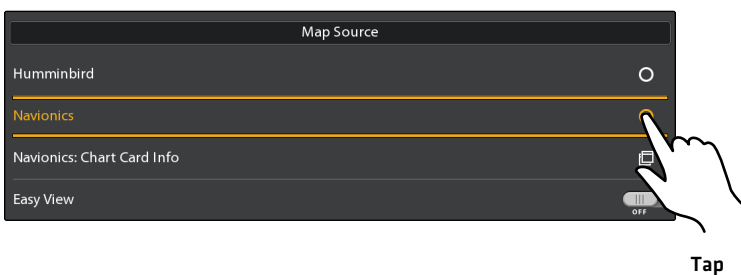 Map Source
Humminbird
Navionics
Navionics: Chart Card Info
Easy View
OFF
Tap